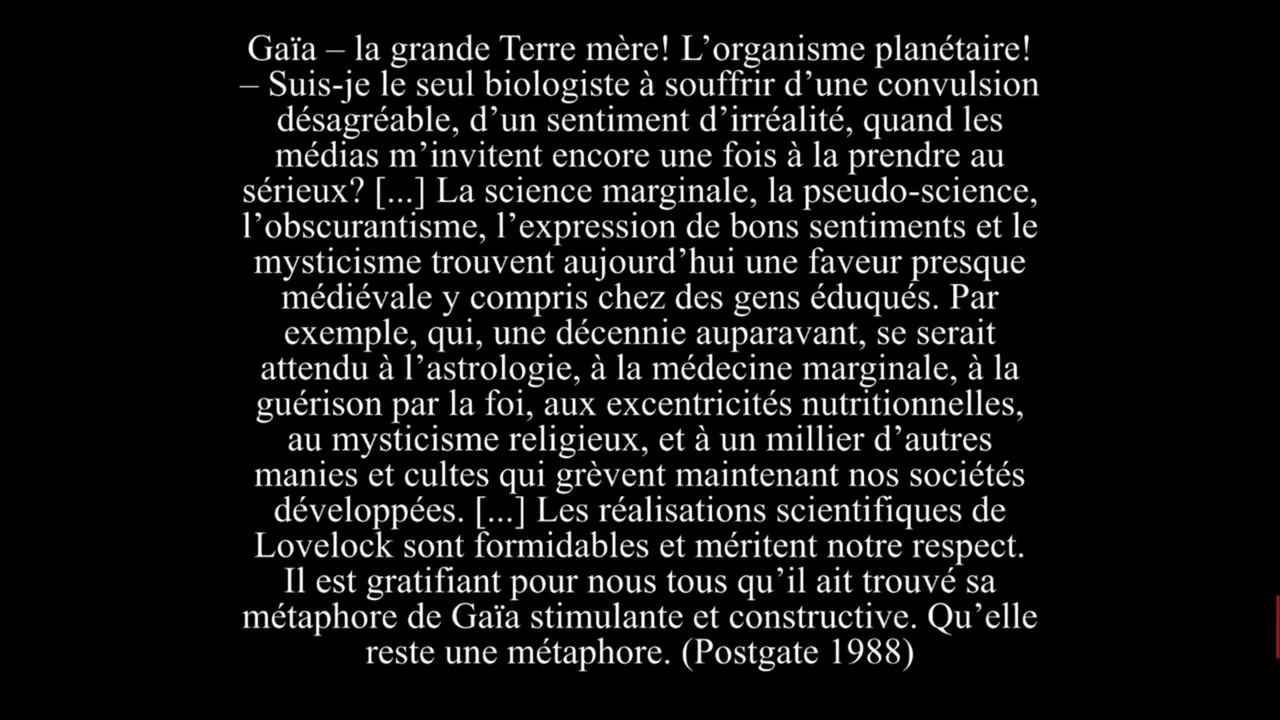 Gaïa – la grande Terre mère! L’organisme planétaire!
– Suis-je le seul biologiste à souffrir d’une convulsion
désagréable, d’un sentiment d’irréalité, quand les
médias m’invitent encore une fois à la prendre au
sérieux? [...] La science marginale, la pseudo-science,
l’obscurantisme, l’expression de bons sentiments et le
mysticisme trouvent aujourd’hui une faveur presque
médiévale y compris chez des gens éduqués. Par
exemple, qui, une décennie auparavant, se serait
attendu à l’astrologie, à la médecine marginale, à la
guérison par la foi, aux excentricités nutritionnelles,
au mysticisme religieux, et à un millier d’autres
manies et cultes qui grèvent maintenant nos sociétés
développées. [...] Les réalisations scientifiques de
Lovelock sont formidables et méritent notre respect.
Il est gratifiant pour nous tous qu’il ait trouvé sa
métaphore de Gaïa stimulante et constructive. Qu’elle
reste une métaphore. (Postgate 1988)